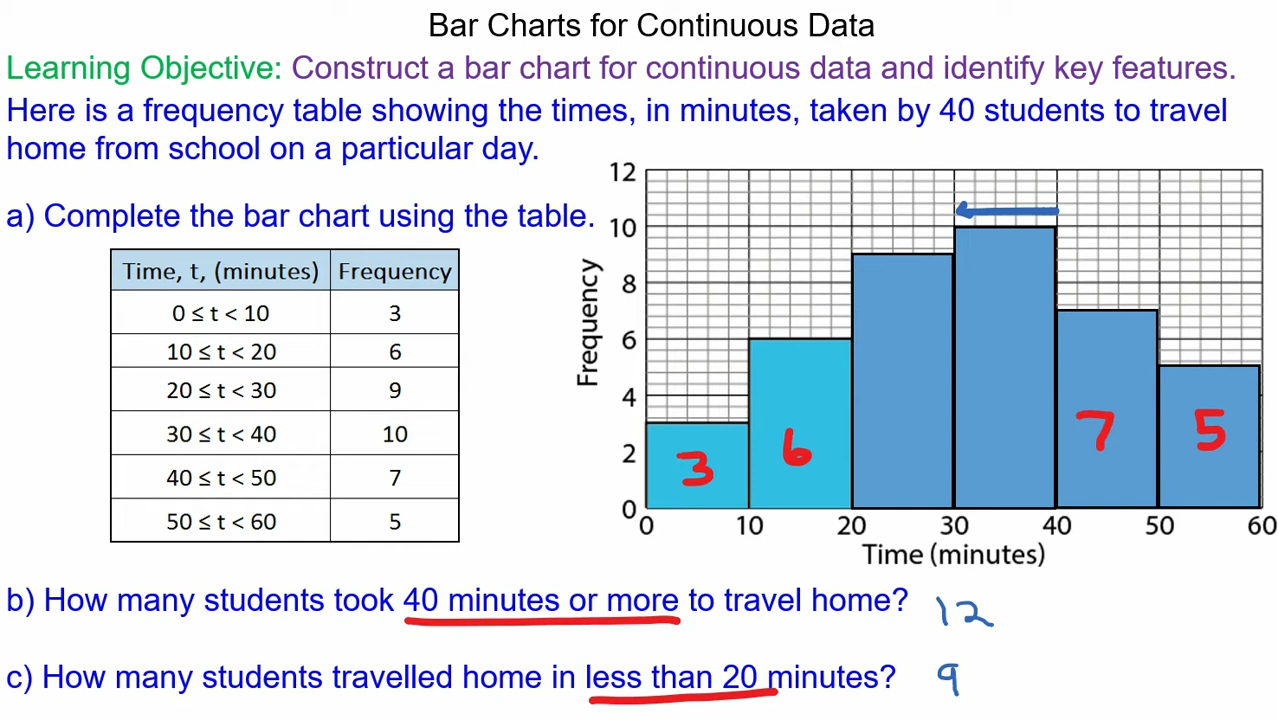 Bar Charts for Continuous Data
Learning Objective: Construct a bar chart for continuous data and identify key features.
Here is a frequency table showing the times, in minutes, taken by 40 students to travel
home from school on a particular day.
a) Complete the bar chart using the table.
Time, t, (minutes) Frequency
0 ≤ t < 10 3
10 ≤ t < 20 6
20 ≤ t < 30 9
30 ≤ t < 40 10
40 ≤ t < 50 7
50 ≤ t < 60 5
12
10
8
6
4
2
0
Frequency
3 6 7 5
0 10 20 30 40 50 60
Time (minutes)
b) How many students took 40 minutes or more to travel home? 12
c) How many students travelled home in less than 20 minutes? 9